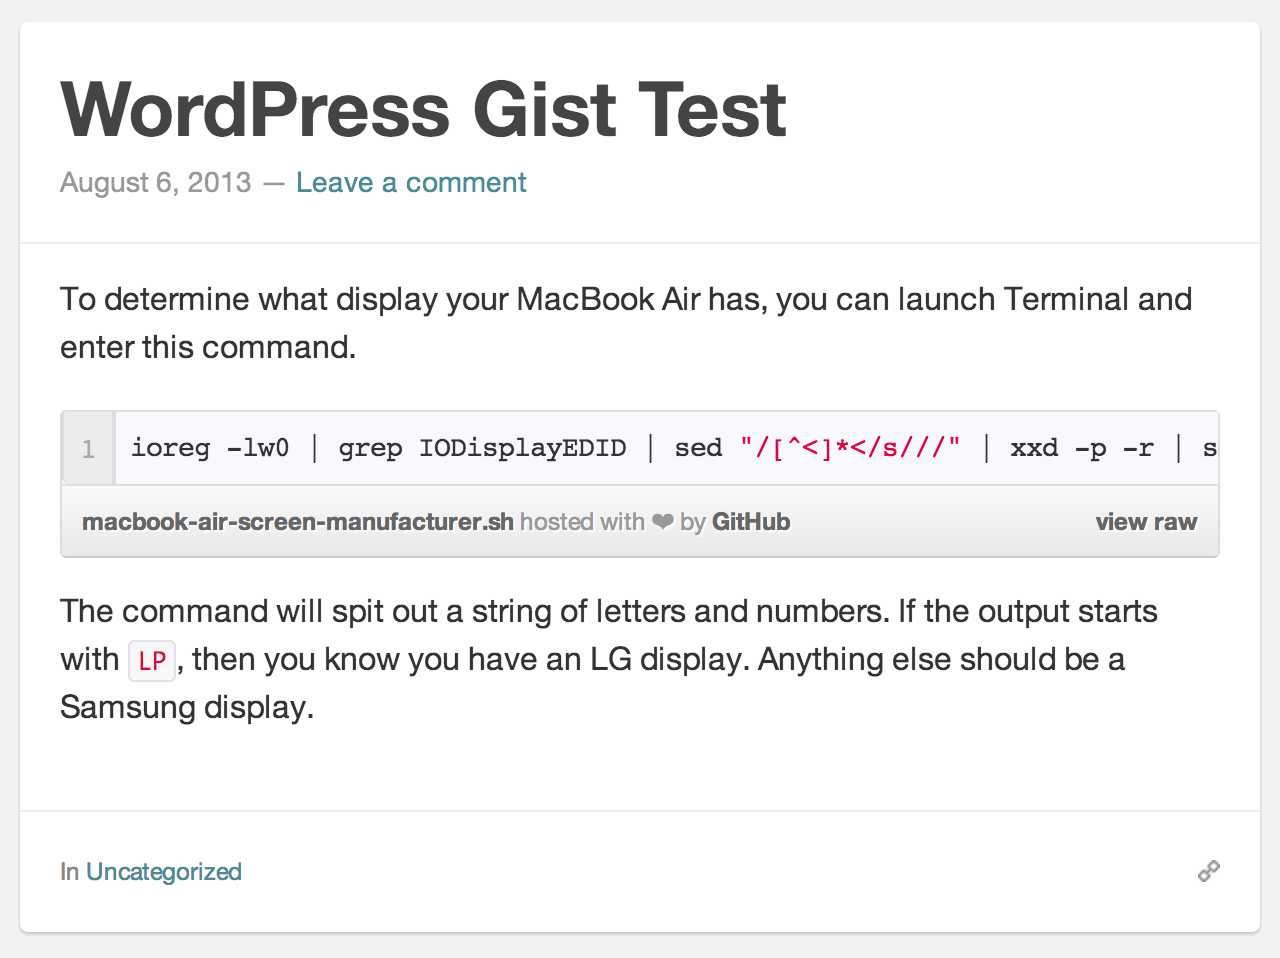 WordPress Gist Test
August 6, 2013 — Leave a comment
To determine what display your MacBook Air has, you can launch Terminal and
enter this command.
1 ioreg -lw0 | grep IODisplayEDID | sed "/[^<]*</s///" | xxd -p -r | s
macbook-air-screen-manufacturer.sh hosted with ❤ by GitHub view raw
The command will spit out a string of letters and numbers. If the output starts
with LP, then you know you have an LG display. Anything else should be a
Samsung display.
In Uncategorized